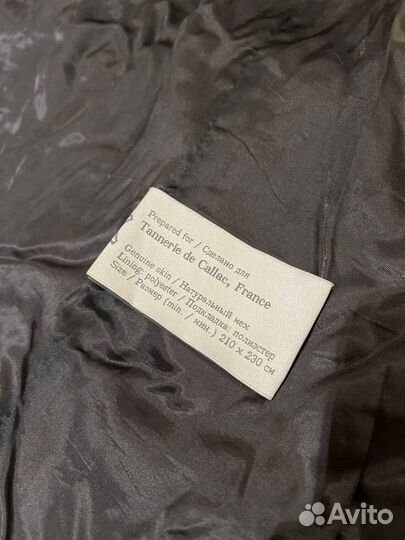 Prepared for / Сделано для
Tannerie de Callac, France
Genuine skin / Натуральный мех
Lining: polyester / Подкладка: полиэстер
Size / Размер (min. / мин.) 210 x 230 см
Avito